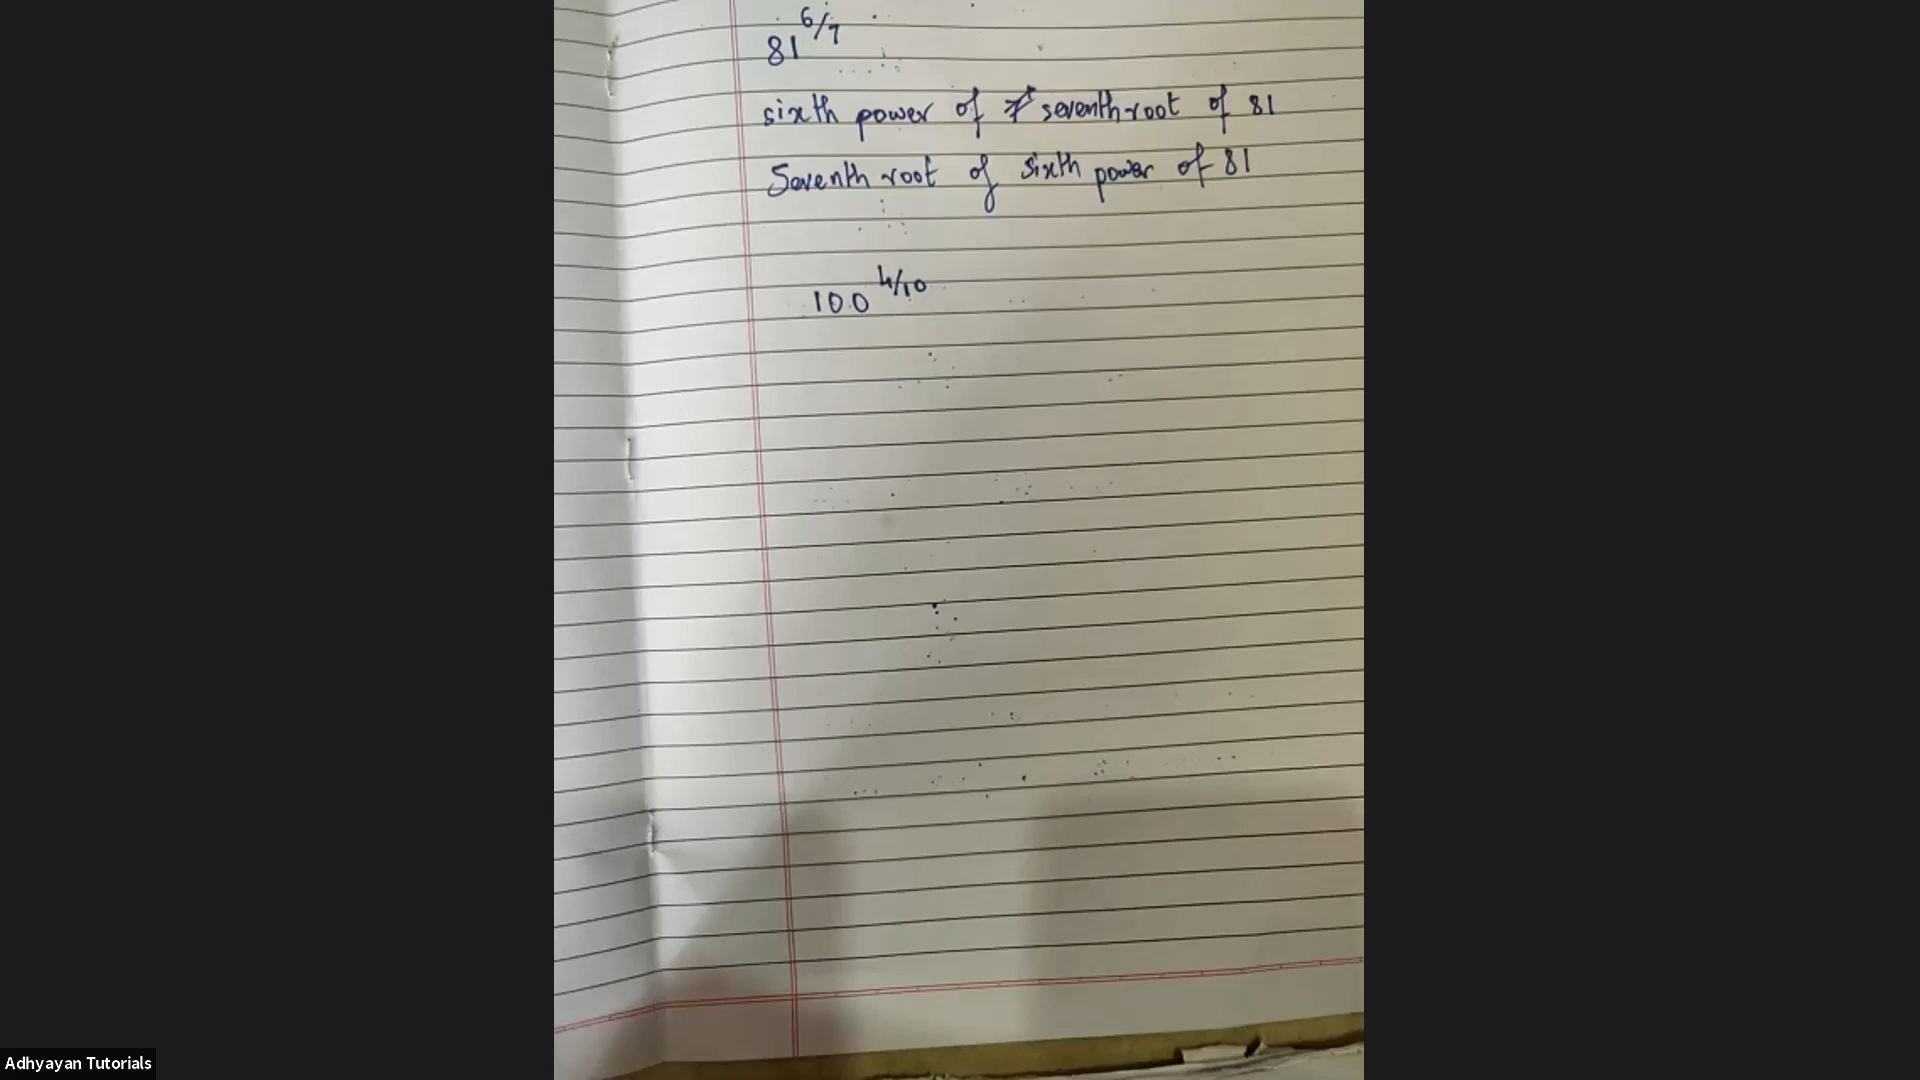 81^6/7
sixth power of seventh root of 81
Seventh root of sixth power of 81
100^4/10
Adhyayan Tutorials